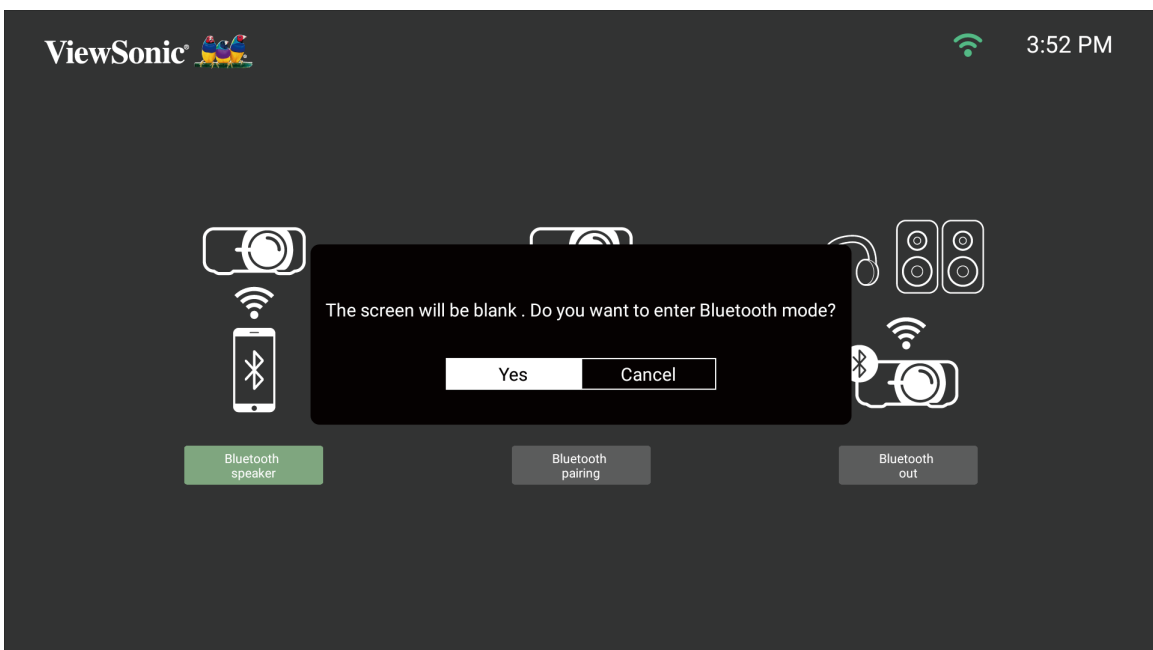 ViewSonic®
3:52 PM
The screen will be blank . Do you want to enter Bluetooth mode?
Yes
Cancel
Bluetooth
speaker
Bluetooth
pairing
Bluetooth
out